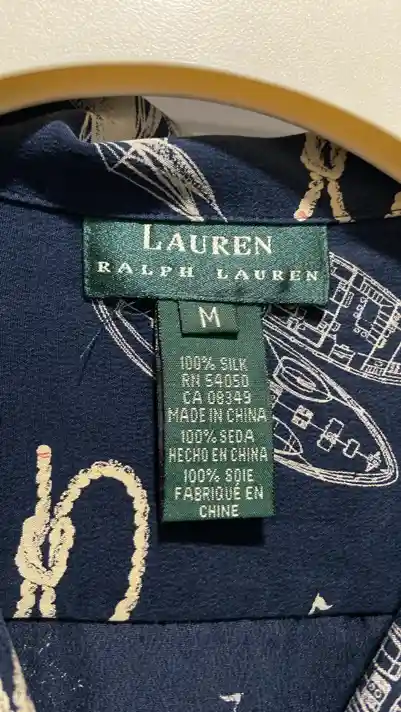 LAUREN
RALPH LAUREN
M
100% SILK
RN 54050
CA 08349
MADE IN CHINA
100% SEDA
HECHO EN CHINA
100% SOIE
FABRIQUÉ EN
CHINE